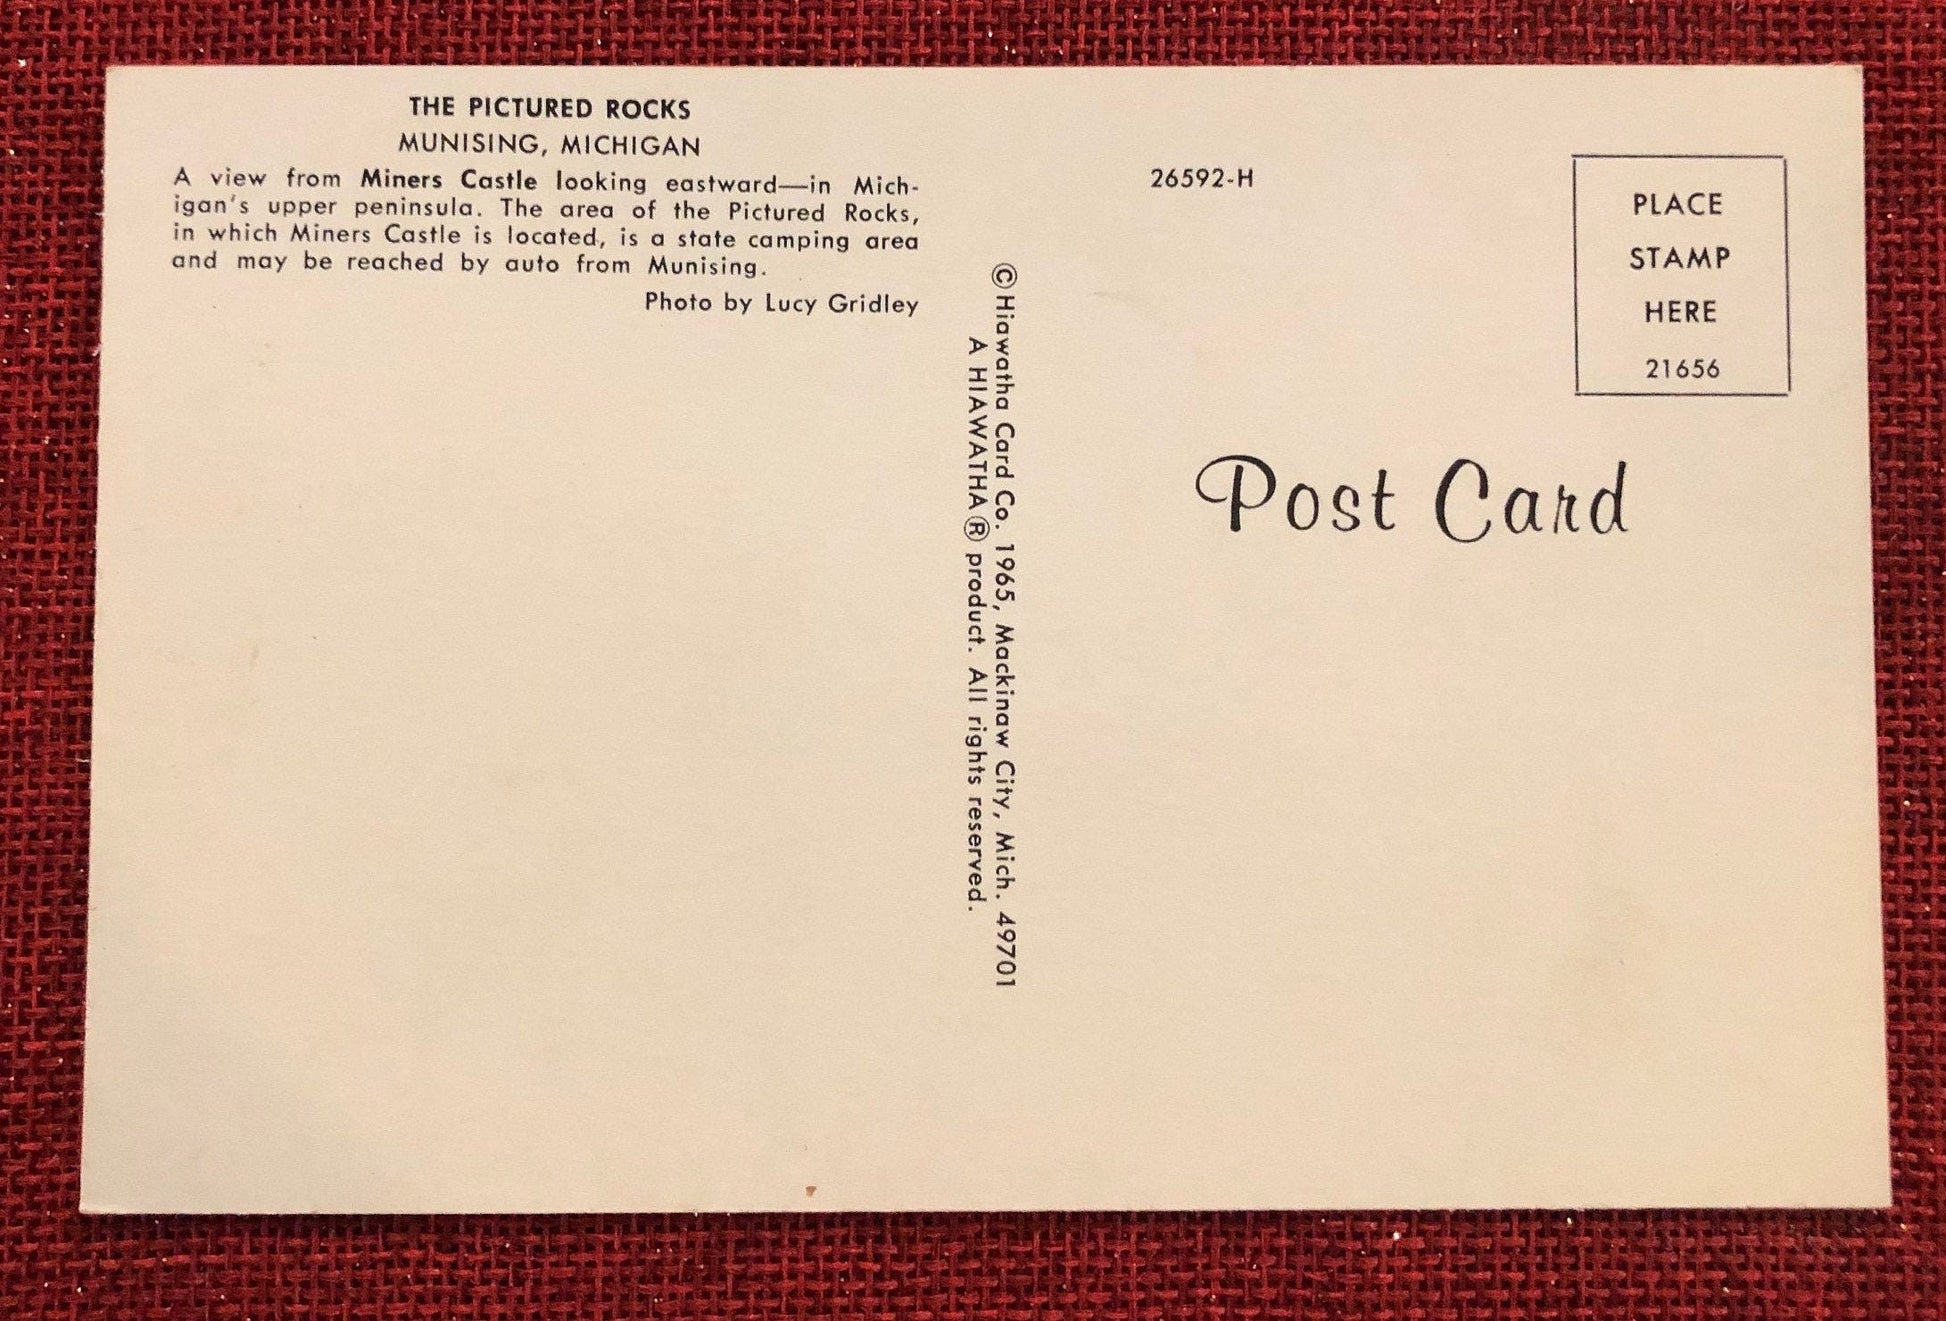 THE PICTURED ROCKS
MUNISING, MICHIGAN
A view from Miners Castle looking eastward—in Mich-
igan's upper peninsula. The area of the Pictured Rocks,
in which Miners Castle is located, is a state camping area
and may be reached by auto from Munising.
Photo by Lucy Gridley
© Hiawatha Card Co. 1965, Mackinaw City, Mich. 49701
A HIAWATHA® product. All rights reserved.
26592-H
PLACE
STAMP
HERE
21656
Post Card